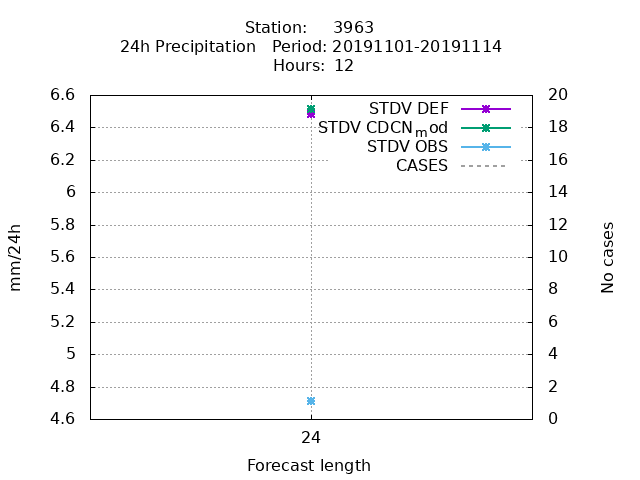 Station: 3963
24h Precipitation Period: 20191101-20191114
Hours: 12
6.6
6.4
6.2
6
5.8
5.6
5.4
5.2
5
4.8
4.6
mm/24h
STDV DEF
STDV CDCNmod
STDV OBS
CASES
20
18
16
14
12
10
8
6
4
2
0
No cases
24
Forecast length